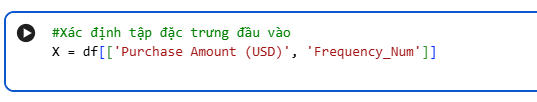 #Xác định tập đặc trưng đầu vào
X = df[['Purchase Amount (USD)', 'Frequency_Num']]